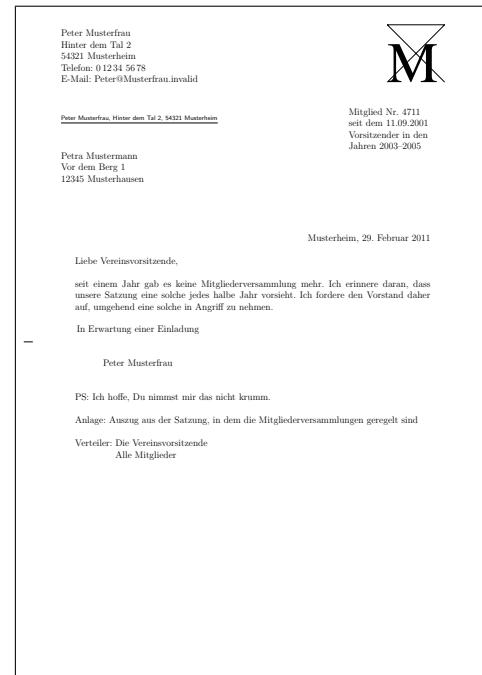 Peter Musterfrau
Hinter dem Tal 2
54321 Musterheim
Telefon: 0 12 34 56 78
E-Mail: Peter@Musterfrau.invalid
M
Peter Musterfrau, Hinter dem Tal 2, 54321 Musterheim
Mitglied Nr. 4711
seit dem 11.09.2001
Vorsitzender in den
Jahren 2003–2005
Petra Mustermann
Vor dem Berg 1
12345 Musterhausen
Musterheim, 29. Februar 2011
Liebe Vereinsvorsitzende,
seit einem Jahr gab es keine Mitgliederversammlung mehr. Ich erinnere daran, dass
unsere Satzung eine solche jedes halbe Jahr vorsieht. Ich fordere den Vorstand daher
auf, umgehend eine solche in Angriff zu nehmen.
In Erwartung einer Einladung
Peter Musterfrau
PS: Ich hoffe, Du nimmst mir das nicht krumm.
Anlage: Auszug aus der Satzung, in dem die Mitgliederversammlungen geregelt sind
Verteiler: Die Vereinsvorsitzende
Alle Mitglieder